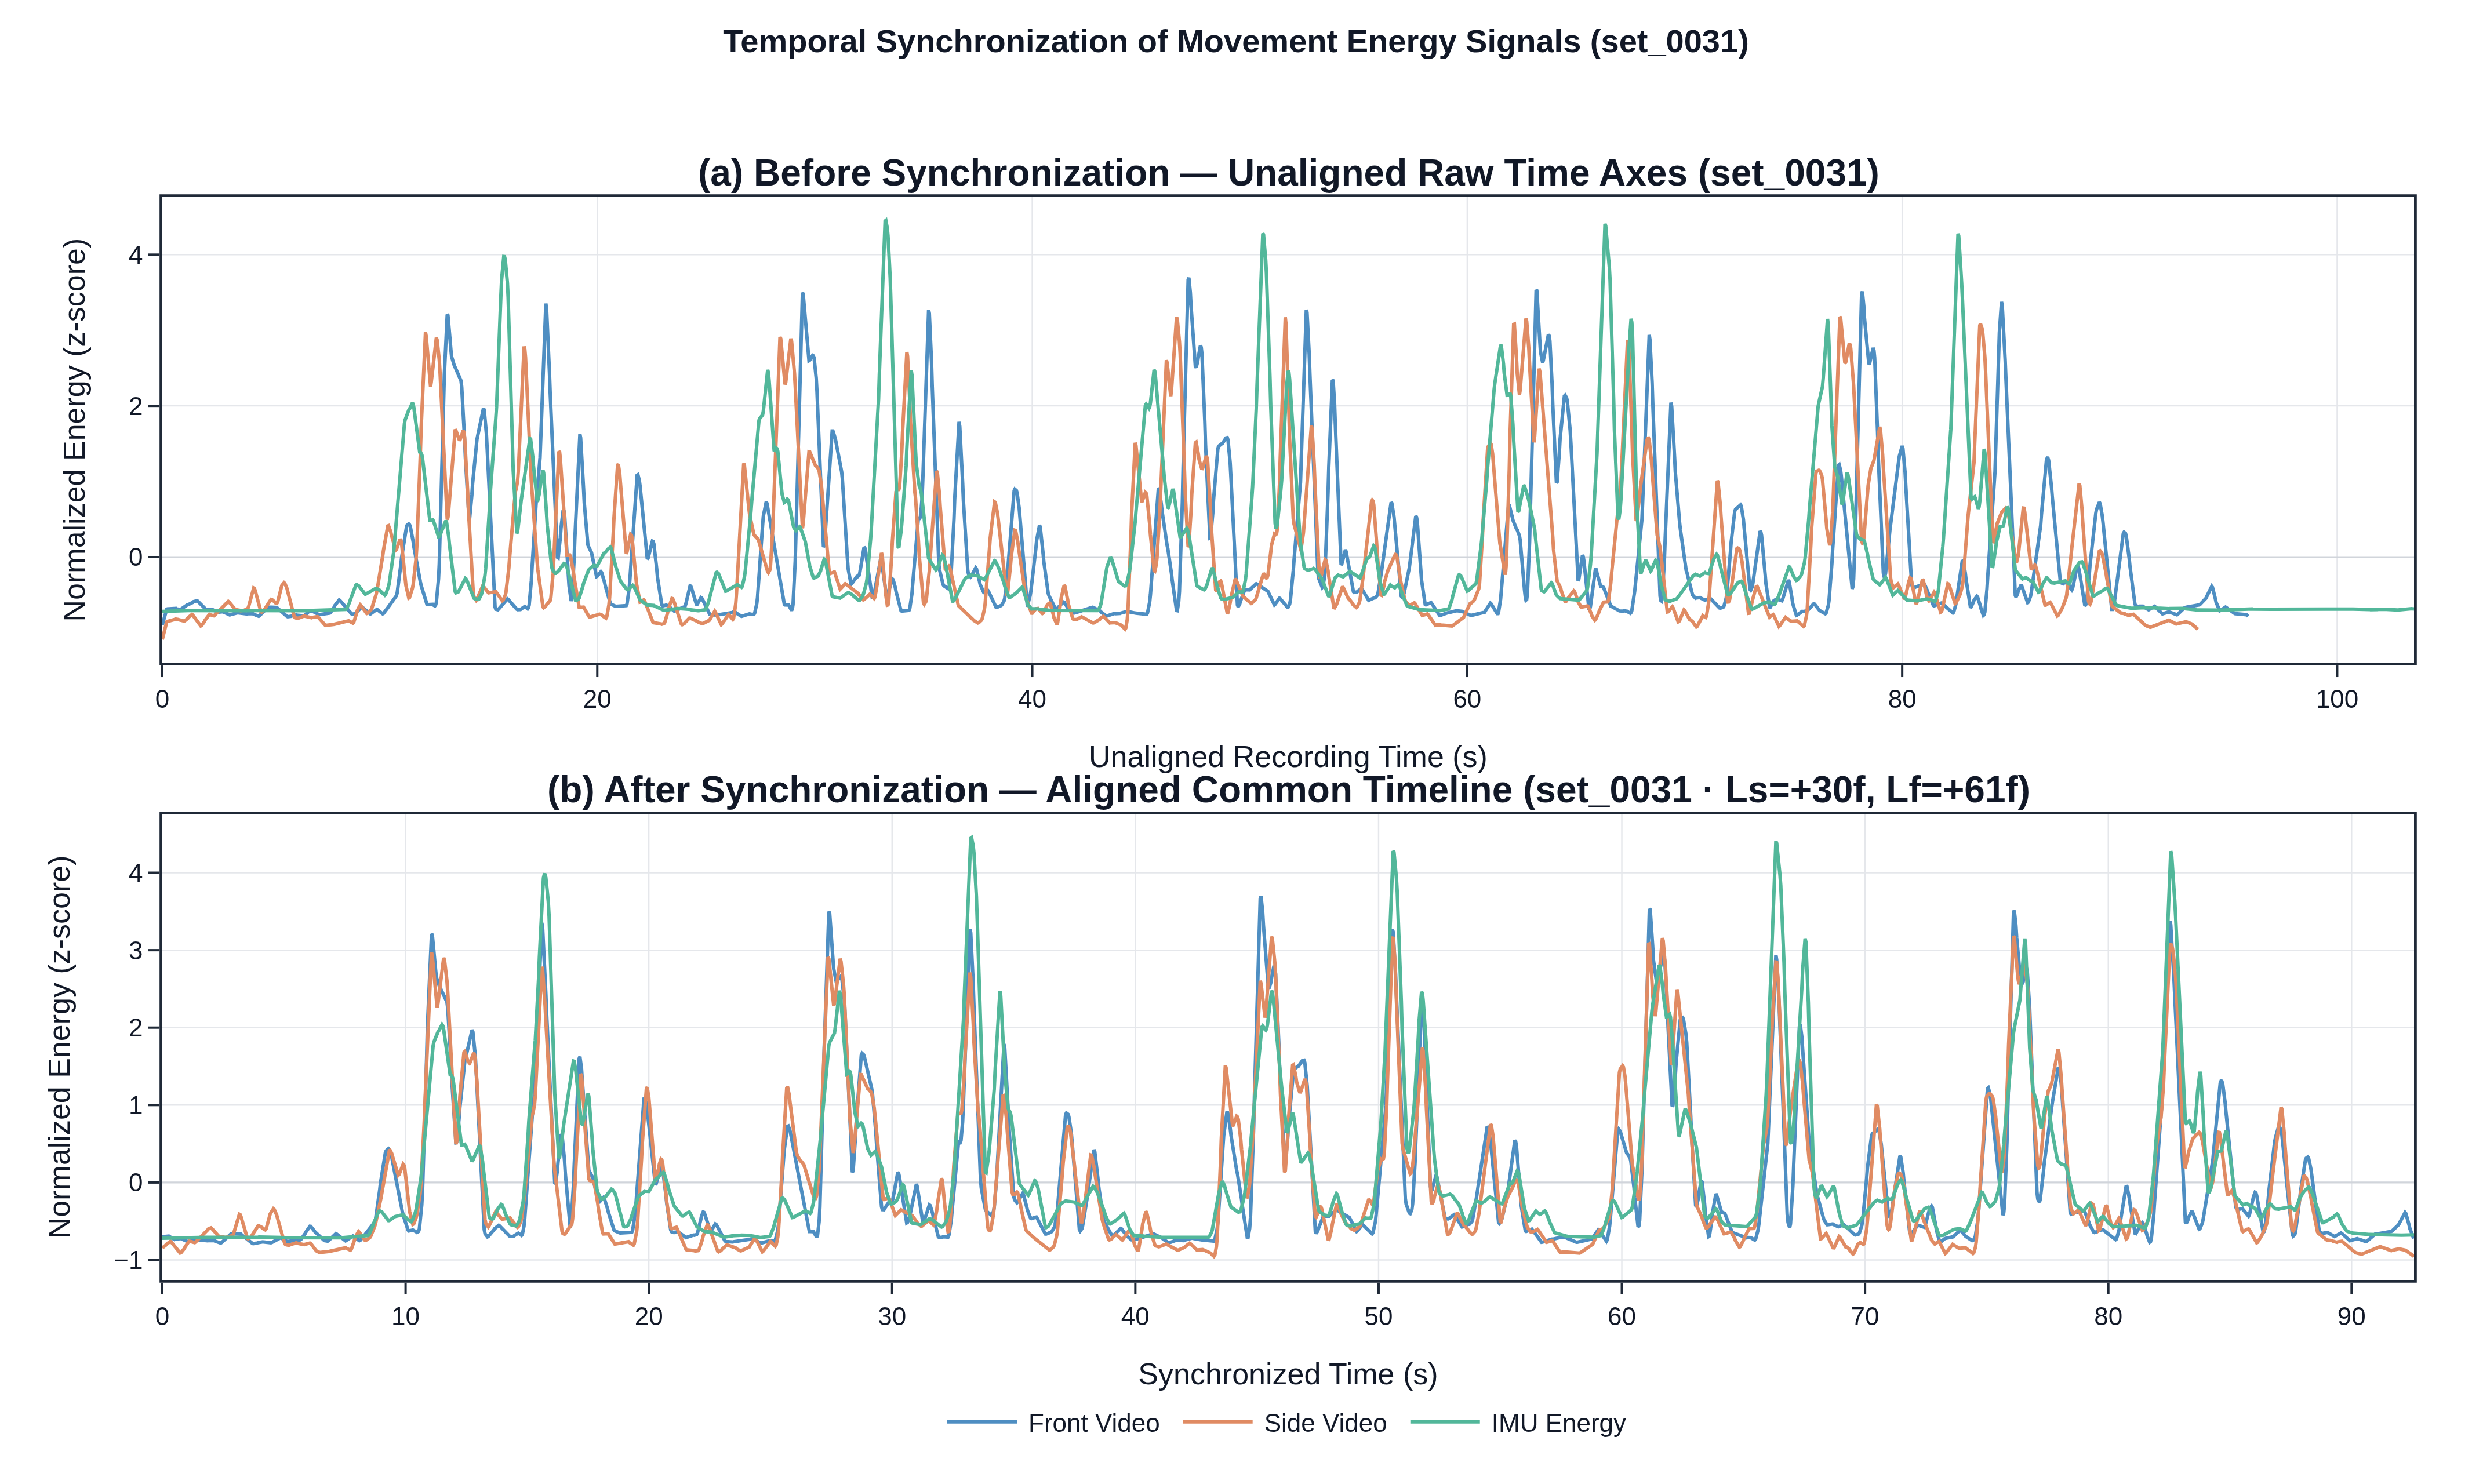 Temporal Synchronization of Movement Energy Signals (set_0031)
(a) Before Synchronization — Unaligned Raw Time Axes (set_0031)
Normalized Energy (z-score)
4
2
0
0 20 40 60 80 100
Unaligned Recording Time (s)
(b) After Synchronization — Aligned Common Timeline (set_0031 · Ls=+30f, Lf=+61f)
Normalized Energy (z-score)
4
3
2
1
0
−1
0 10 20 30 40 50 60 70 80 90
Synchronized Time (s)
Front Video Side Video IMU Energy